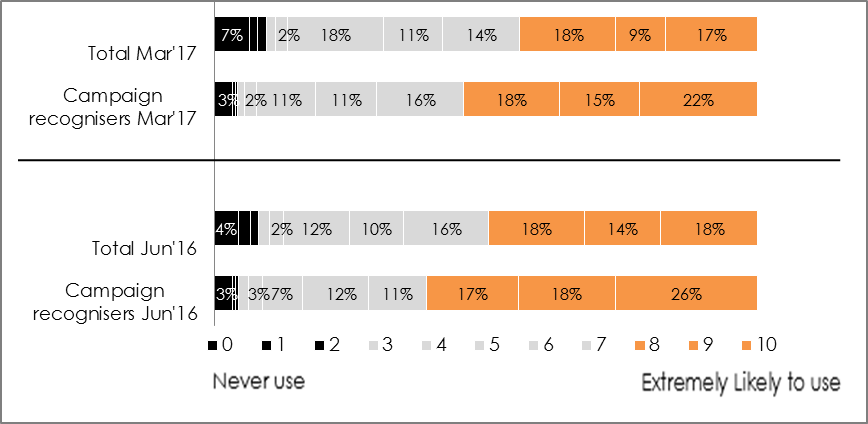 Total Mar'17
7% 2% 18% 11% 14% 18% 9% 17%
Campaign
recognisers Mar'17
3% 2% 11% 11% 16% 18% 15% 22%
Total Jun'16
4% 2% 12% 10% 16% 18% 14% 18%
Campaign
recognisers Jun'16
3% 3% 7% 12% 11% 17% 18% 26%
0 1 2 3 4 5 6 7 8 9 10
Never use Extremely Likely to use